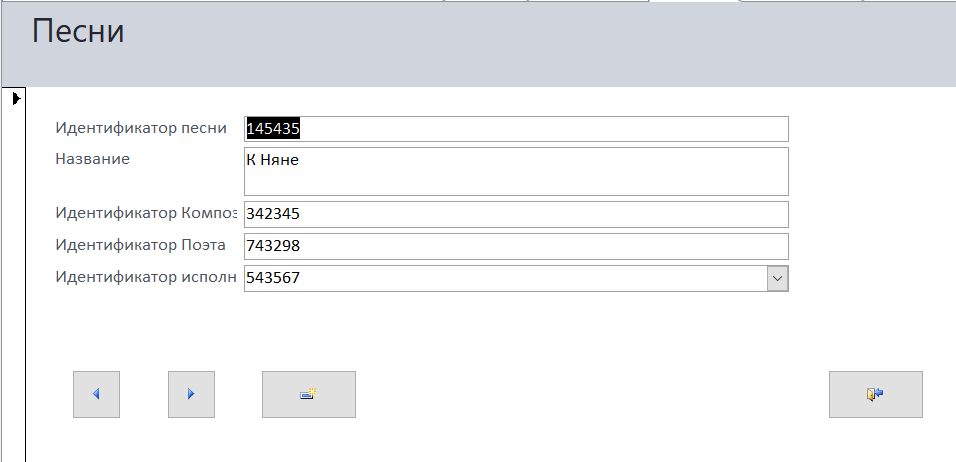 Песни
Идентификатор песни 145435
Название К Няне
Идентификатор Композ 342345
Идентификатор Поэта 743298
Идентификатор исполн 543567